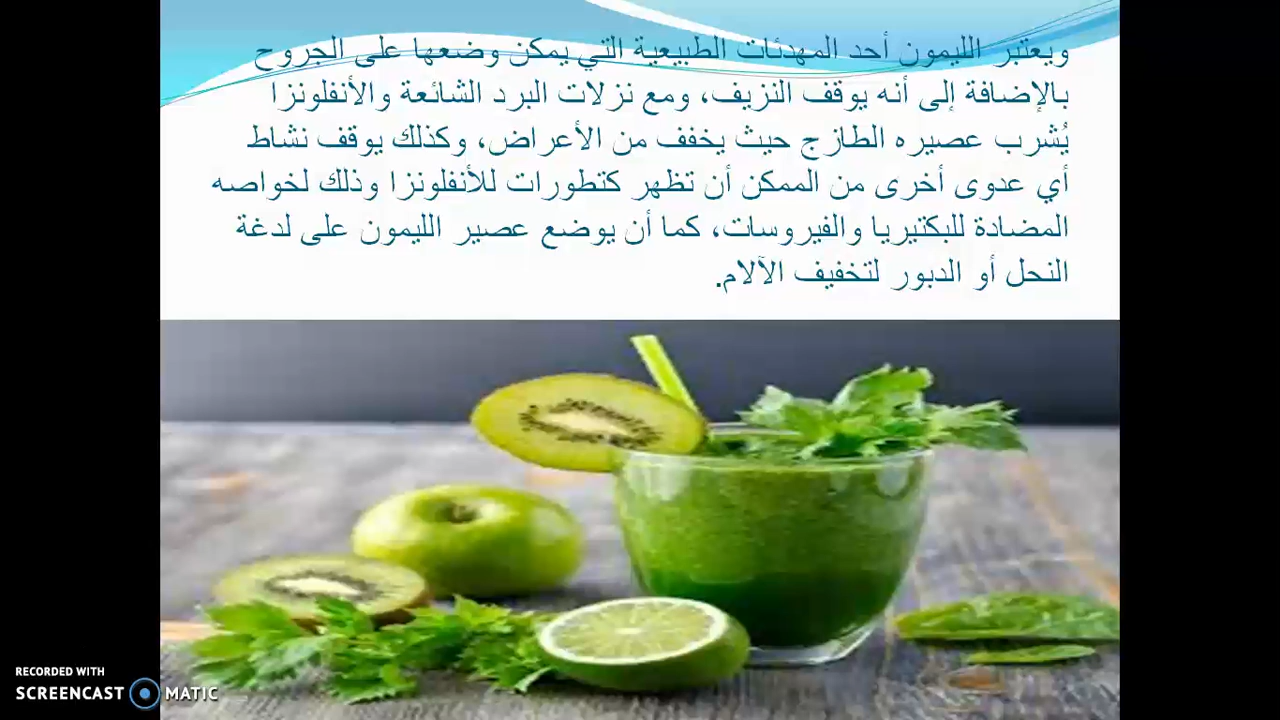 ويعتبر الليمون أحد المهدئات الطبيعية التي يمكن وضعها على الجروح
بالإضافة إلى أنه يوقف النزيف، ومع نزلات البرد الشائعة والأنفلونزا
يُشرب عصيره الطازج حيث يخفف من الأعراض، وكذلك يوقف نشاط
أي عدوى أخرى من الممكن أن تظهر كتطورات للأنفلونزا وذلك لخواصه
المضادة للبكتيريا والفيروسات، كما أن يوضع عصير الليمون على لدغة
النحل أو الدبور لتخفيف الآلام.
RECORDED WITH
SCREENCAST MATIC